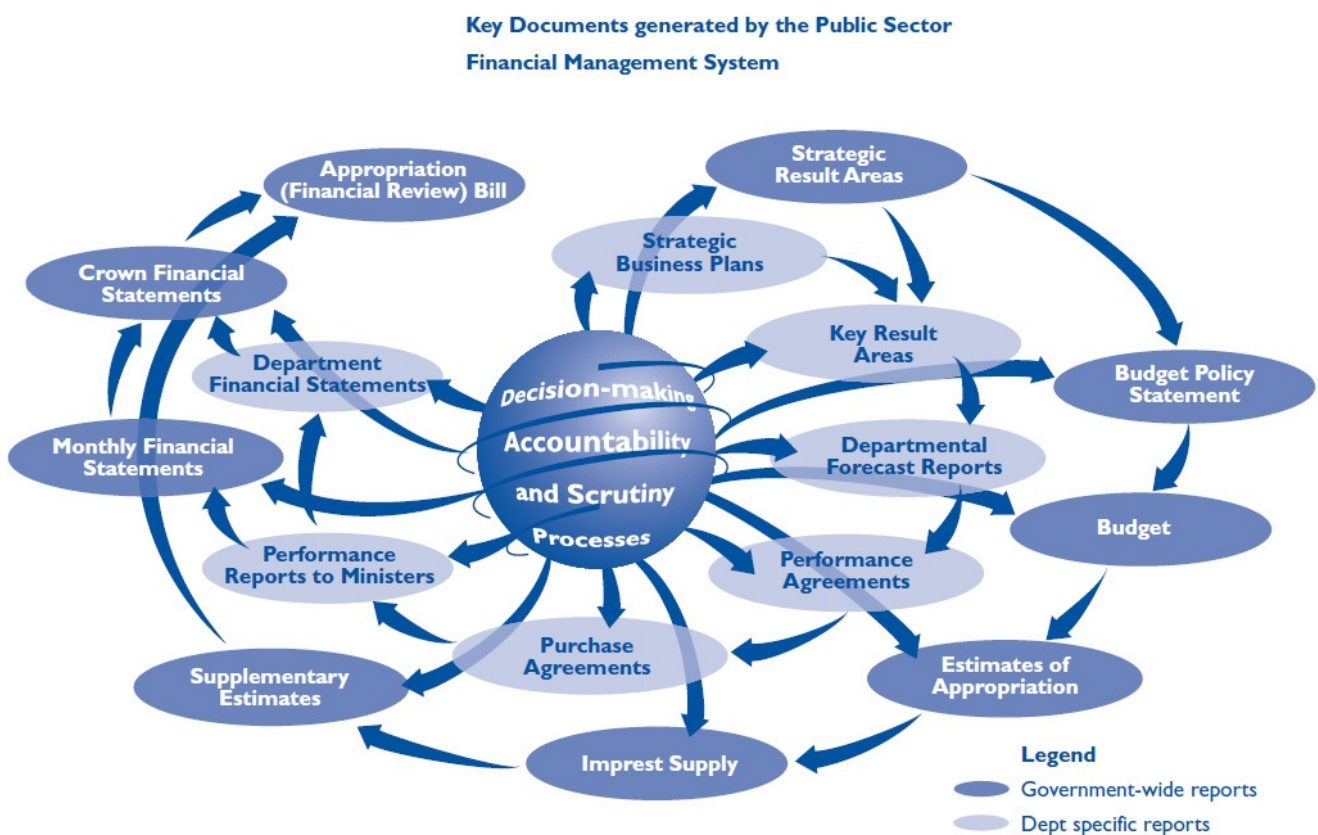 Key Documents generated by the Public Sector
Financial Management System
Appropriation
(Financial Review) Bill
Strategic
Result Areas
Strategic
Business Plans
Crown Financial
Statements
Key Result
Areas
Department
Financial Statements
Budget Policy
Statement
Decision-making
Accountability
and Scrutiny
Processes
Monthly Financial
Statements
Departmental
Forecast Reports
Budget
Performance
Reports to Ministers
Performance
Agreements
Purchase
Agreements
Supplementary
Estimates
Estimates of
Appropriation
Imprest Supply
Legend
Government-wide reports
Dept specific reports